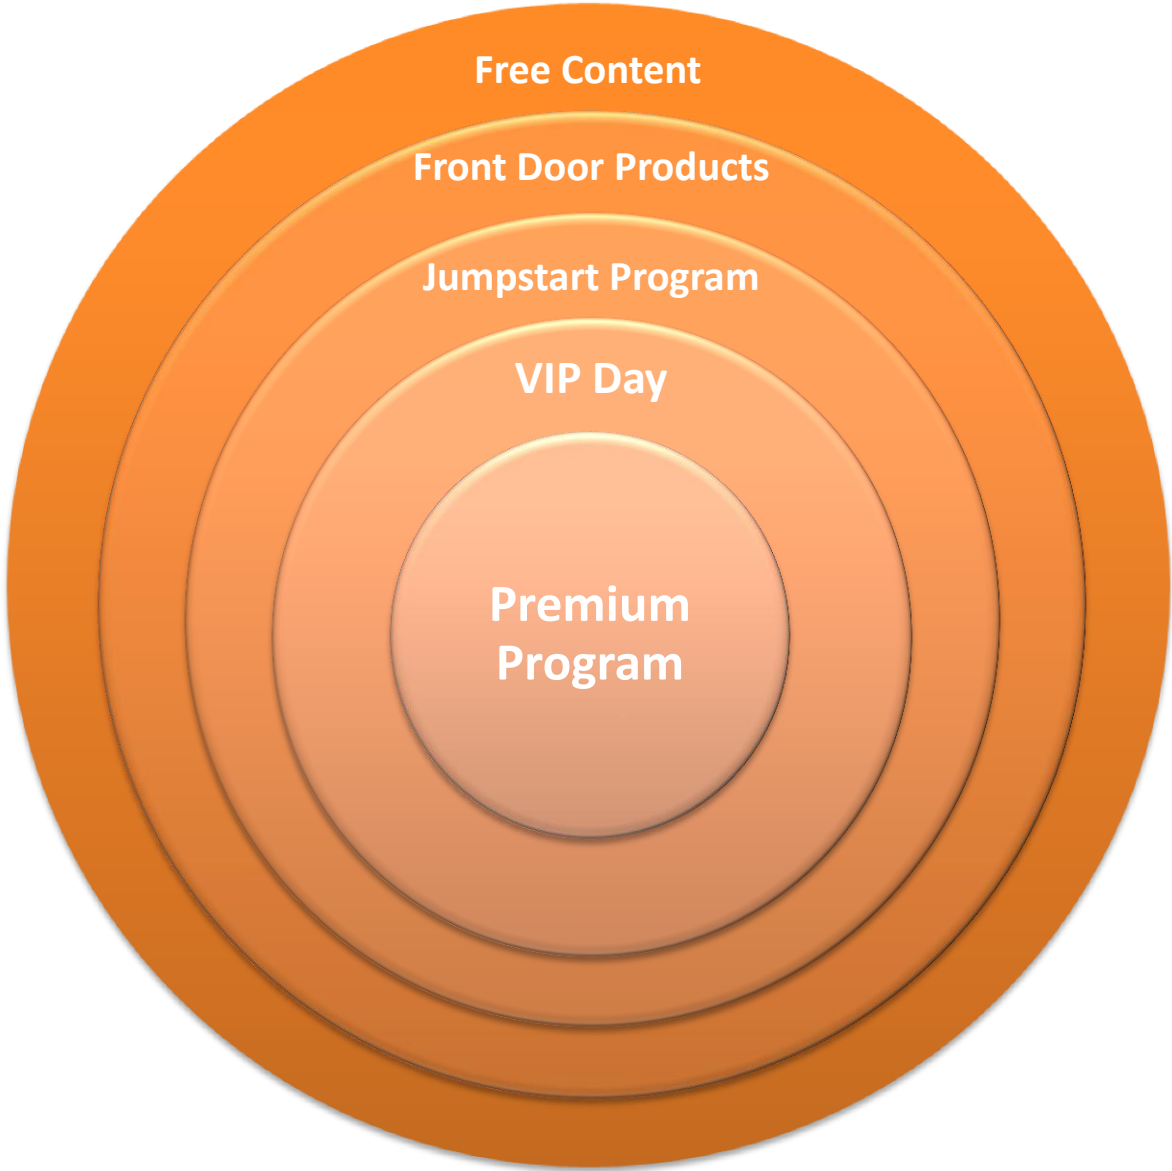 Free Content
Front Door Products
Jumpstart Program
VIP Day
Premium
Program